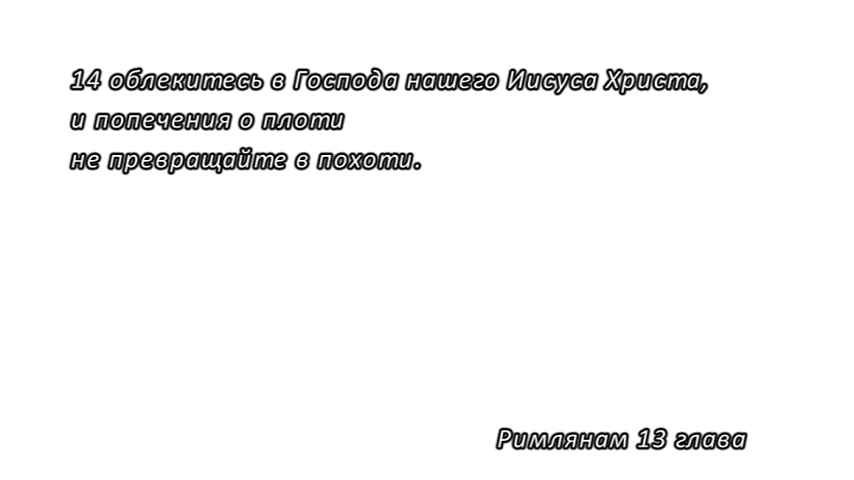 14 облекитесь в Господа нашего Иисуса Христа,
и попечения о плоти
не превращайте в похоти.
Римлянам 13 глава